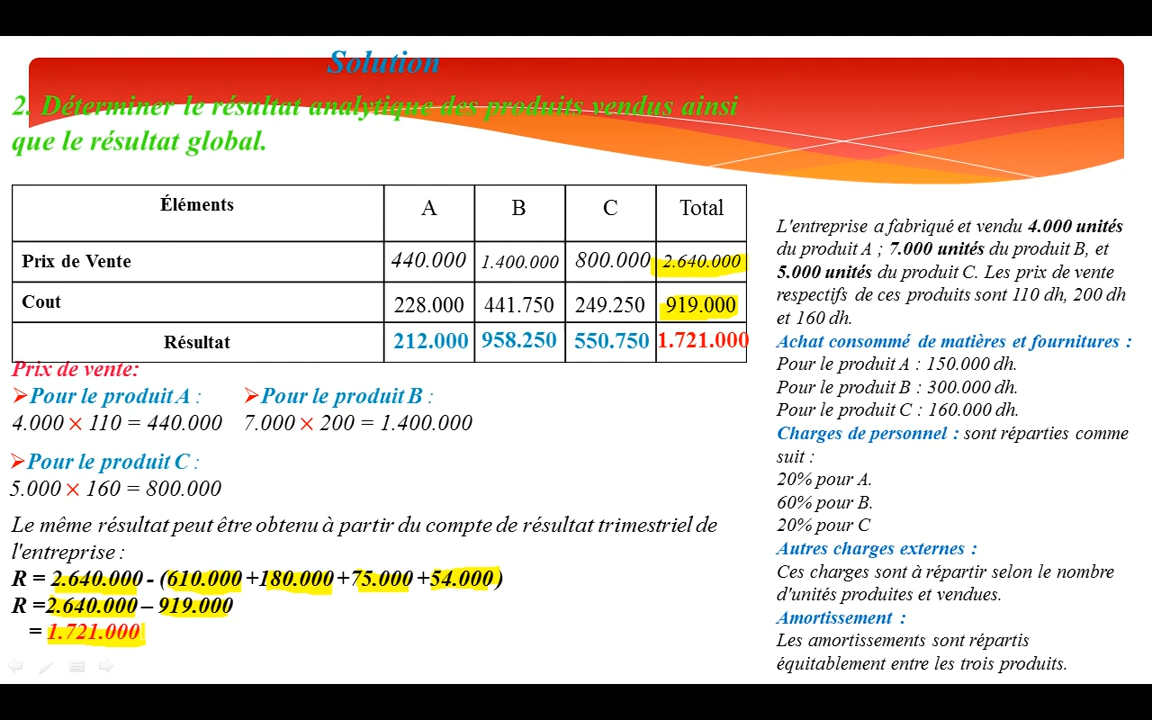 Solution
2. Déterminer le résultat analytique des produits vendus ainsi
que le résultat global.
Éléments A B C Total
Prix de Vente 440.000 1.400.000 800.000 2.640.000
Cout 228.000 441.750 249.250 919.000
Résultat 212.000 958.250 550.750 1.721.000
Prix de vente:
➢Pour le produit A : ➢Pour le produit B :
4.000 × 110 = 440.000 7.000 × 200 = 1.400.000
➢Pour le produit C :
5.000 × 160 = 800.000
Le même résultat peut être obtenu à partir du compte de résultat trimestriel de
l'entreprise :
R = 2.640.000 - (610.000 +180.000+75.000 +54.000 )
R =2.640.000 – 919.000
= 1.721.000
L'entreprise a fabriqué et vendu 4.000 unités
du produit A ; 7.000 unités du produit B, et
5.000 unités du produit C. Les prix de vente
respectifs de ces produits sont 110 dh, 200 dh
et 160 dh.
Achat consommé de matières et fournitures :
Pour le produit A : 150.000 dh.
Pour le produit B : 300.000 dh.
Pour le produit C : 160.000 dh.
Charges de personnel : sont réparties comme
suit :
20% pour A.
60% pour B.
20% pour C
Autres charges externes :
Ces charges sont à répartir selon le nombre
d'unités produites et vendues.
Amortissement :
Les amortissements sont répartis
équitablement entre les trois produits.